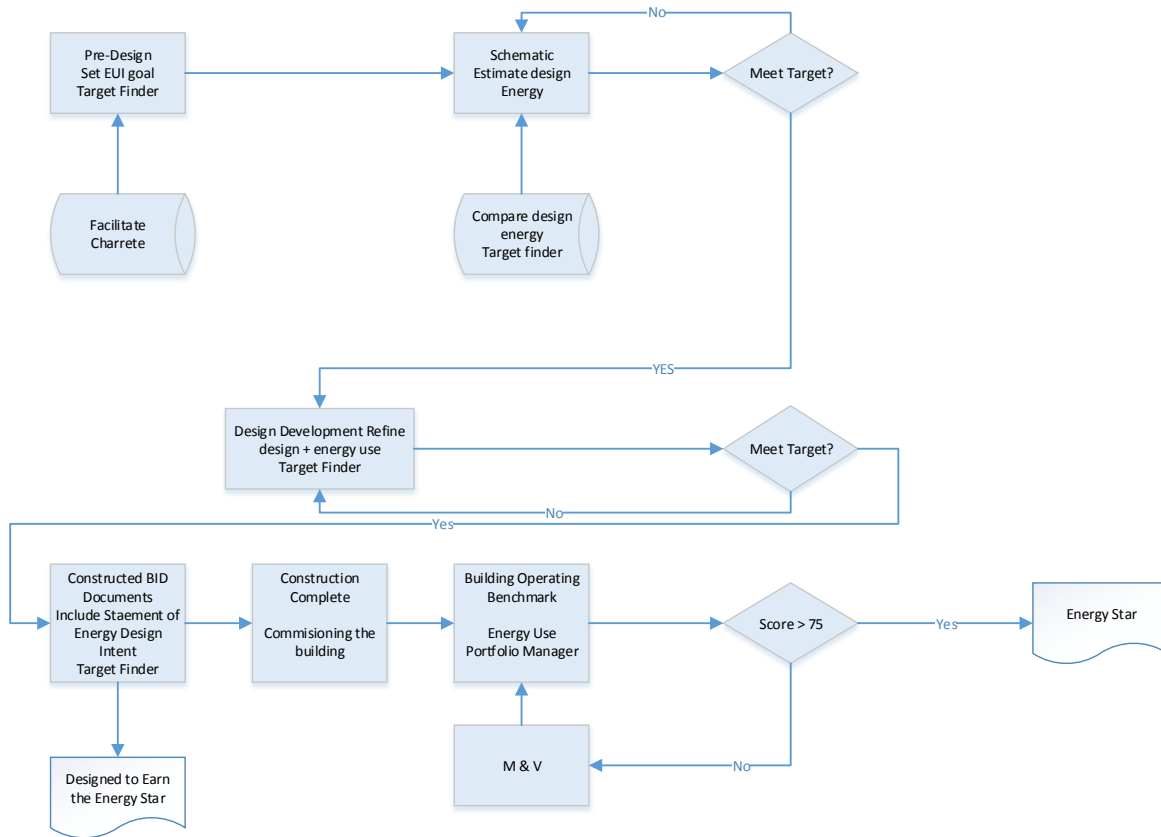 No
Pre-Design
Set EUI goal
Target Finder
Schematic
Estimate design
Energy
Meet Target?
Facilitate
Charrete
Compare design
energy
Target finder
YES
Design Development Refine
design + energy use
Target Finder
Meet Target?
No
Yes
Constructed BID
Documents
Include Staement of
Energy Design
Intent
Target Finder
Construction
Complete
Commisioning the
building
Building Operating
Benchmark
Energy Use
Portfolio Manager
Score > 75
Yes
Energy Star
M & V
No
Designed to Earn
the Energy Star